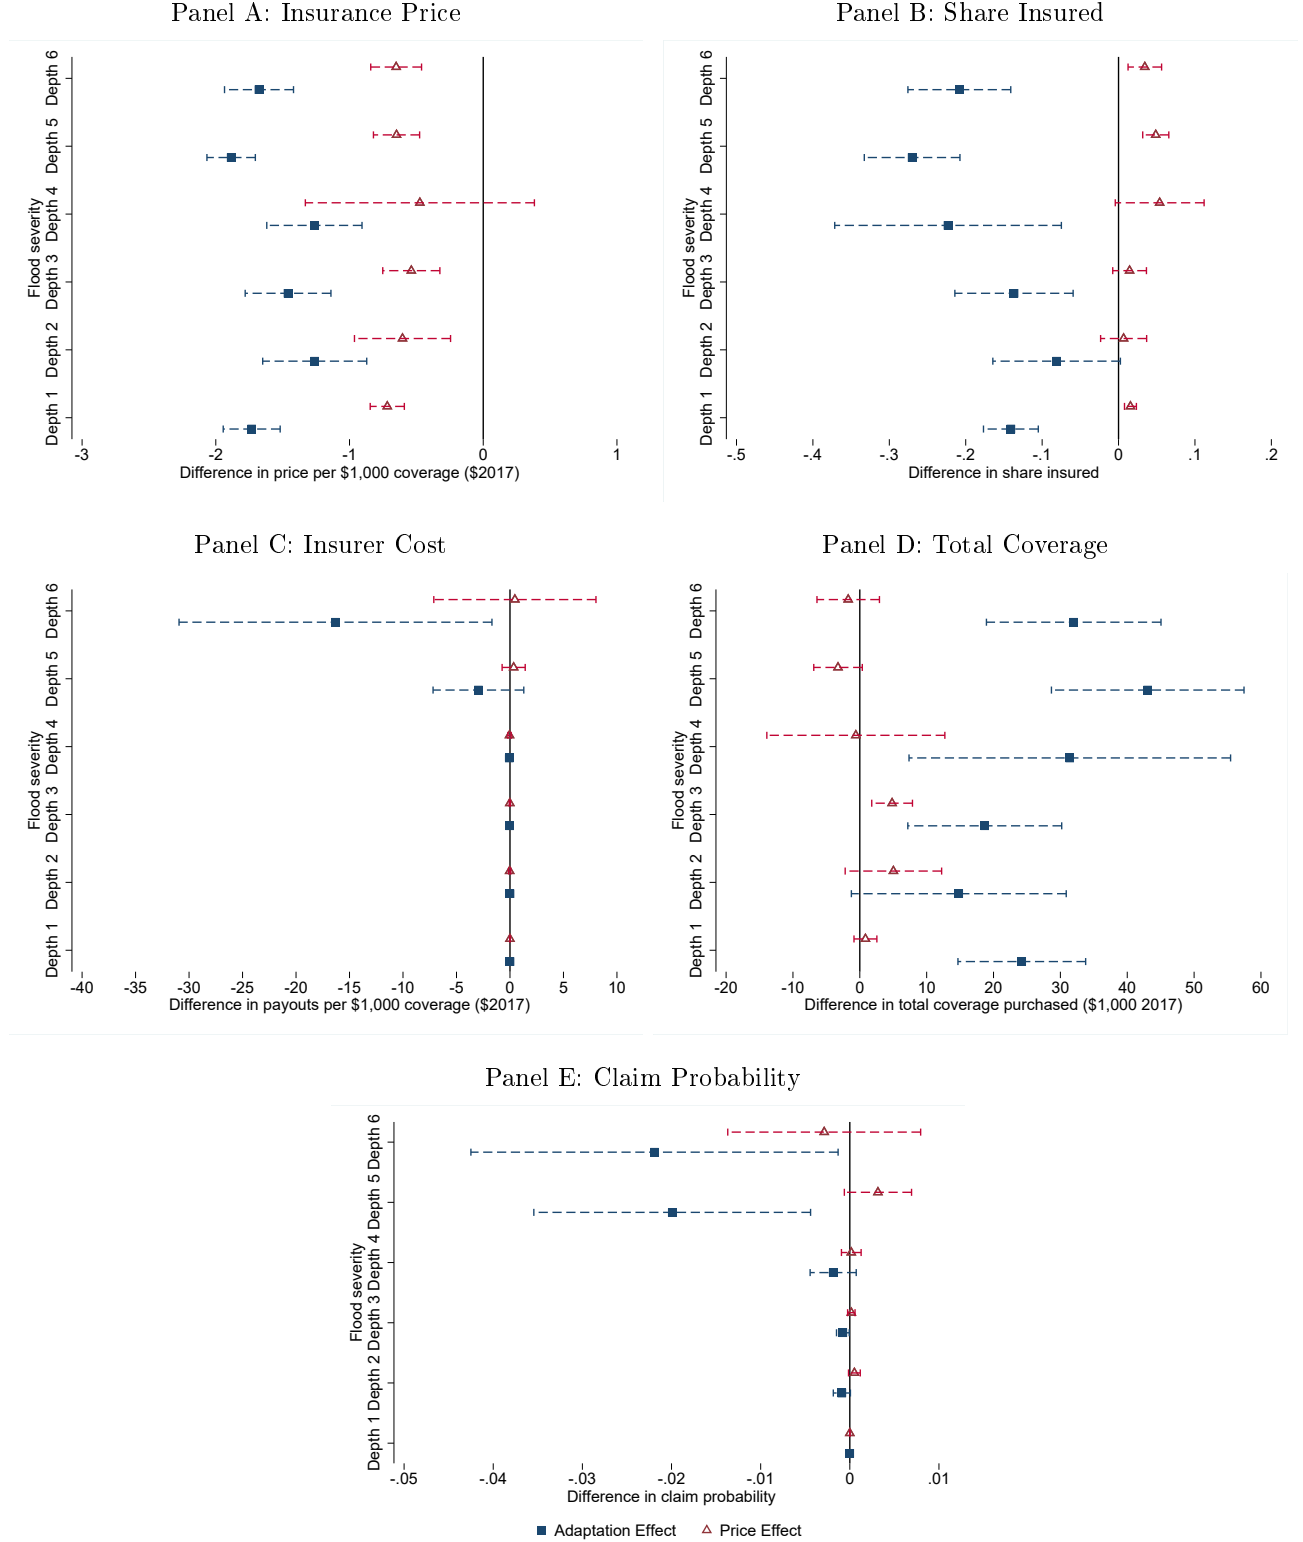 Panel A: Insurance Price
Flood severity
Depth 6
Depth 5
Depth 4
Depth 3
Depth 2
Depth 1
-3 -2 -1 0 1
Difference in price per $1,000 coverage ($2017)
Panel B: Share Insured
Flood severity
Depth 6
Depth 5
Depth 4
Depth 3
Depth 2
Depth 1
-.5 -.4 -.3 -.2 -.1 0 .1 .2
Difference in share insured
Panel C: Insurer Cost
Flood severity
Depth 6
Depth 5
Depth 4
Depth 3
Depth 2
Depth 1
-40 -35 -30 -25 -20 -15 -10 -5 0 5 10
Difference in payouts per $1,000 coverage ($2017)
Panel D: Total Coverage
Flood severity
Depth 6
Depth 5
Depth 4
Depth 3
Depth 2
Depth 1
-20 -10 0 10 20 30 40 50 60
Difference in total coverage purchased ($1,000 2017)
Panel E: Claim Probability
Flood severity
Depth 6
Depth 5
Depth 4
Depth 3
Depth 2
Depth 1
-.05 -.04 -.03 -.02 -.01 0 .01
Difference in claim probability
Adaptation Effect Price Effect